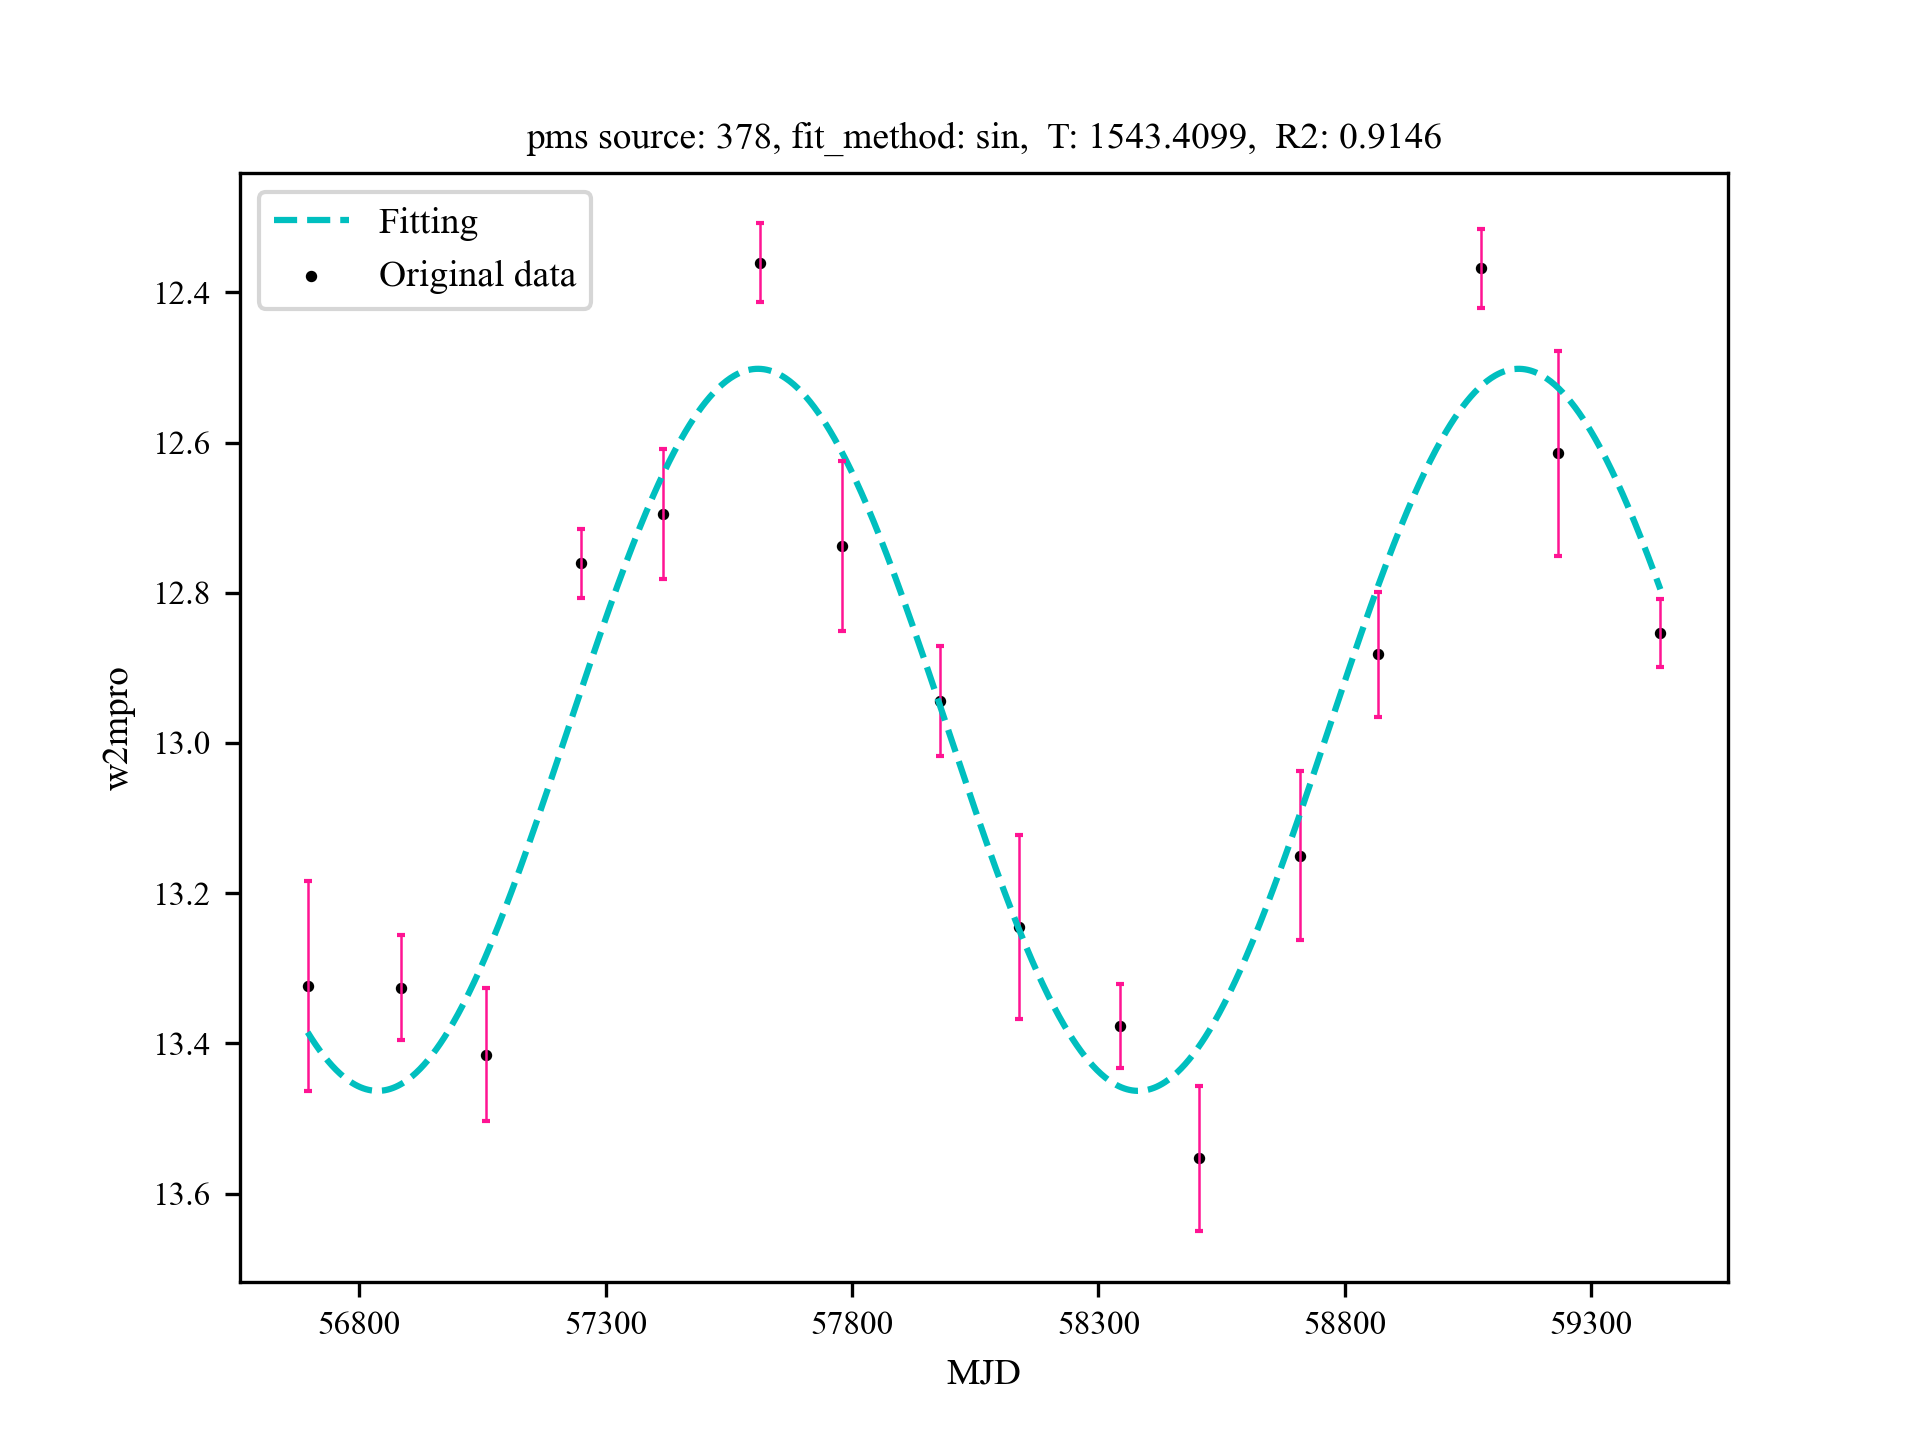 pms source: 378, fit_method: sin,  T: 1543.4099,  R2: 0.9146
Fitting
Original data
12.4
12.6
12.8
13.0
13.2
13.4
13.6
w2mpro
56800 57300 57800 58300 58800 59300
MJD